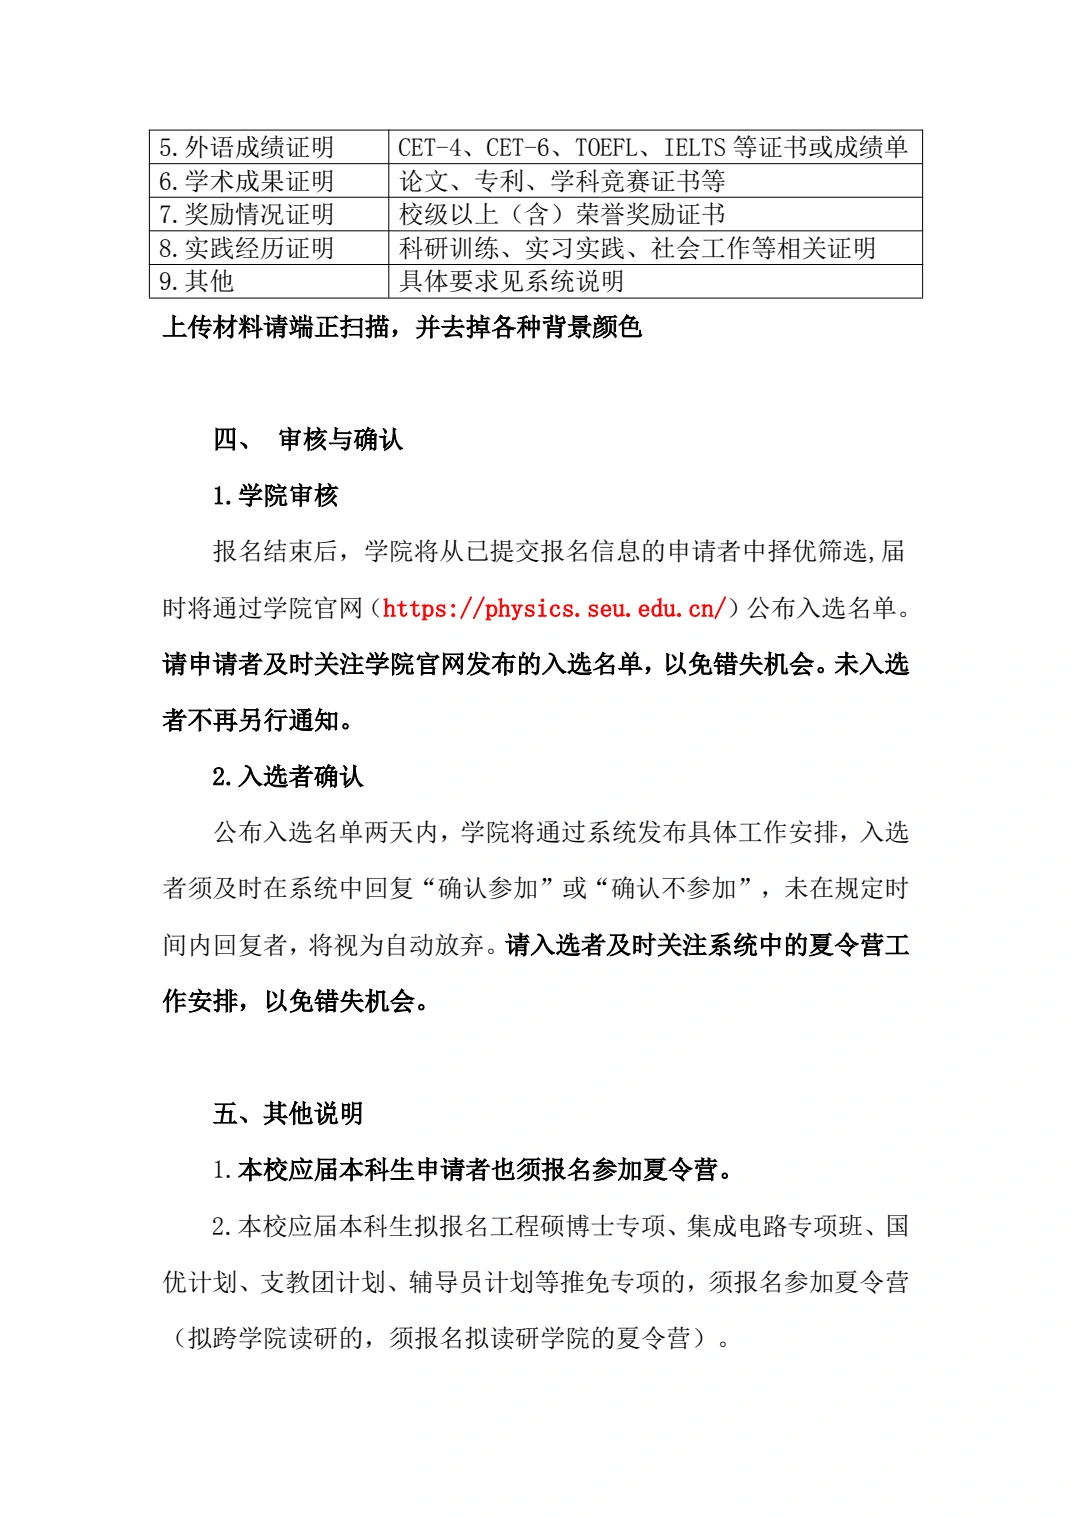 5.外语成绩证明 CET-4、CET-6、TOEFL、IELTS 等证书或成绩单
6.学术成果证明 论文、专利、学科竞赛证书等
7.奖励情况证明 校级以上（含）荣誉奖励证书
8.实践经历证明 科研训练、实习实践、社会工作等相关证明
9.其他 具体要求见系统说明
上传材料请端正扫描，并去掉各种背景颜色
四、 审核与确认
1.学院审核
报名结束后，学院将从已提交报名信息的申请者中择优筛选,届
时将通过学院官网（https://physics.seu.edu.cn/）公布入选名单。
请申请者及时关注学院官网发布的入选名单，以免错失机会。未入选
者不再另行通知。
2.入选者确认
公布入选名单两天内，学院将通过系统发布具体工作安排，入选
者须及时在系统中回复“确认参加”或“确认不参加”，未在规定时
间内回复者，将视为自动放弃。请入选者及时关注系统中的夏令营工
作安排，以免错失机会。
五、其他说明
1.本校应届本科生申请者也须报名参加夏令营。
2.本校应届本科生拟报名工程硕博士专项、集成电路专项班、国
优计划、支教团计划、辅导员计划等推免专项的，须报名参加夏令营
（拟跨学院读研的，须报名拟读研学院的夏令营）。